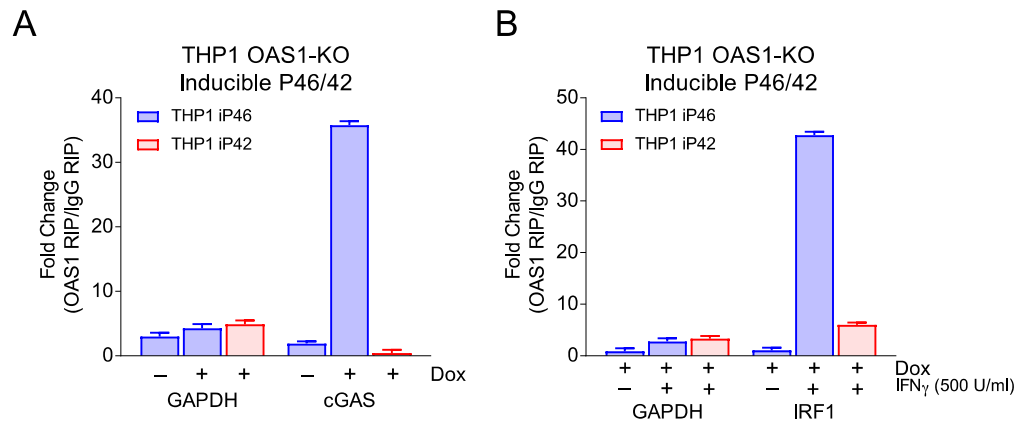 A
THP1 OAS1-KO
Inducible P46/42
Fold Change
(OAS1 RIP/IgG RIP)
40
30
20
10
0
THP1 iP46
THP1 iP42
– + + – + + Dox
GAPDH cGAS
B
THP1 OAS1-KO
Inducible P46/42
Fold Change
(OAS1 RIP/IgG RIP)
50
40
30
20
10
0
THP1 iP46
THP1 iP42
+ + + + + + Dox
– + + – + + IFNγ (500 U/ml)
GAPDH IRF1